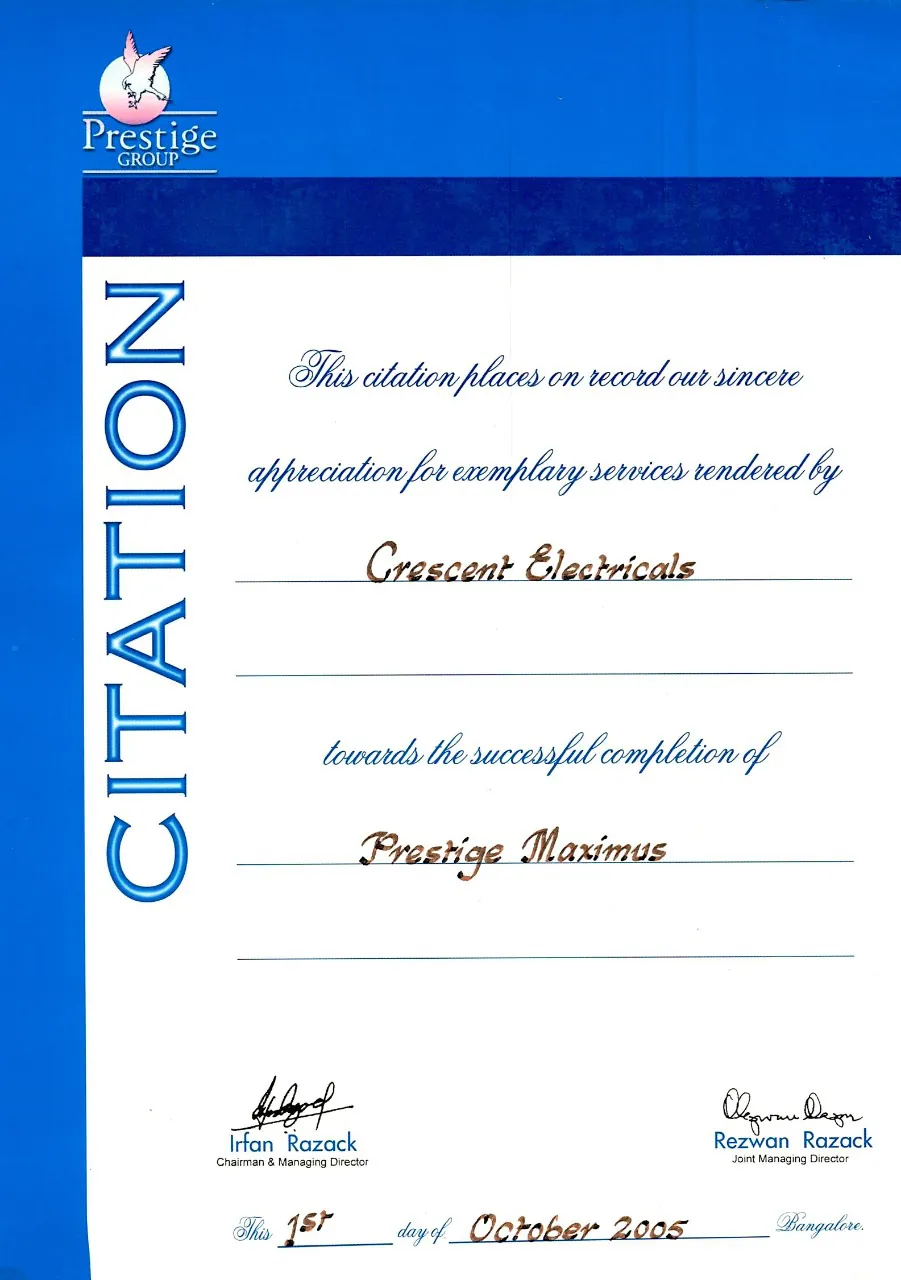 Prestige
GROUP
CITATION
This citation places on record our sincere
appreciation for exemplary services rendered by
Crescent Electricals
towards the successful completion of
Prestige Maximus
Irfan Razack
Chairman & Managing Director
Rezwan Razack
Joint Managing Director
This 1st day of October 2005 Bangalore.